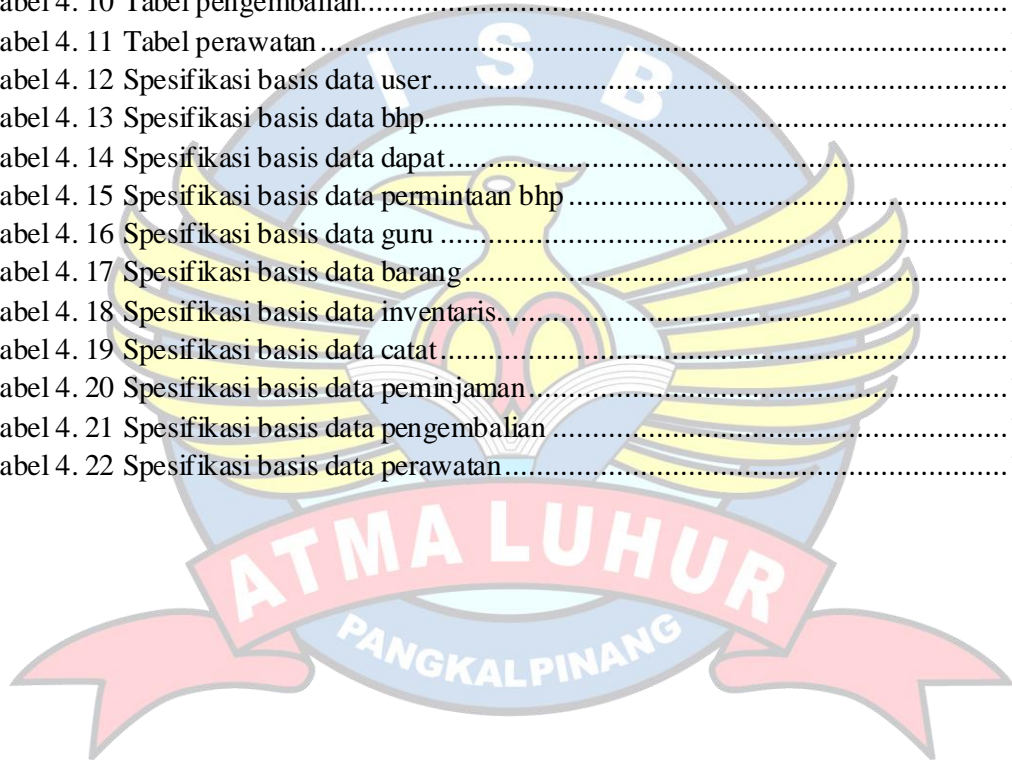 abel 4. 10 Tabel pengembalian
abel 4. 11 Tabel perawatan
abel 4. 12 Spesifikasi basis data user
abel 4. 13 Spesifikasi basis data bhp
abel 4. 14 Spesifikasi basis data dapat
abel 4. 15 Spesifikasi basis data permintaan bhp
abel 4. 16 Spesifikasi basis data guru
abel 4. 17 Spesifikasi basis data barang
abel 4. 18 Spesifikasi basis data inventaris
abel 4. 19 Spesifikasi basis data catat
abel 4. 20 Spesifikasi basis data peminjaman
abel 4. 21 Spesifikasi basis data pengembalian
abel 4. 22 Spesifikasi basis data perawatan
I S B
ATMA LUHUR
PANGKALPINANG